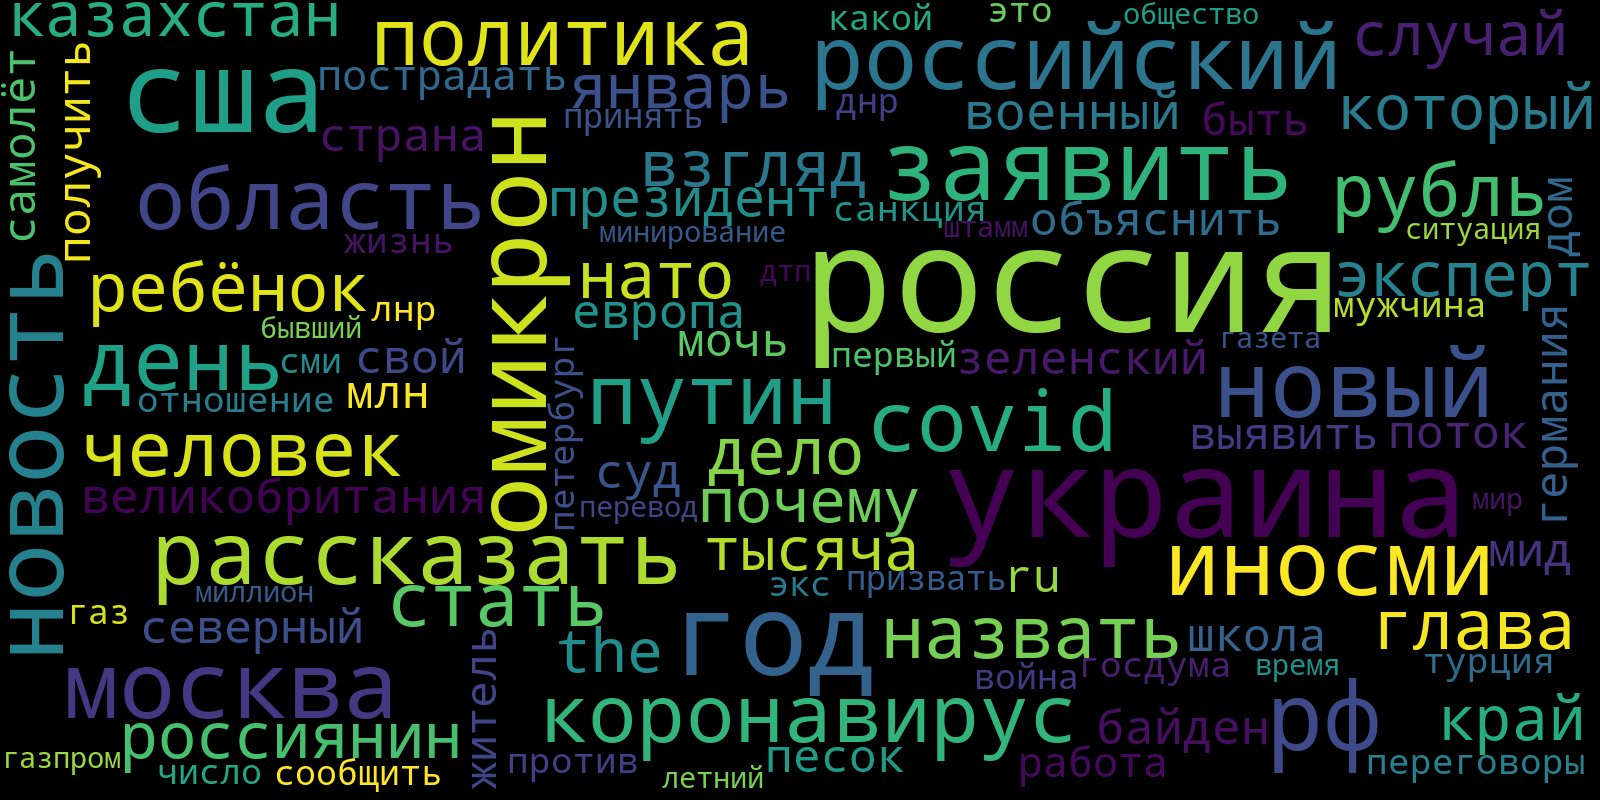 казахстан
политика
какой
это
общество
российский
случай
самолёт
получить
сша
пострадать
январь
днр
военный
быть
который
страна
принять
омикрон
взгляд
заявить
область
президент
санкция
штамм
объяснить
рубль
ситуация
дом
жизнь
минирование
новость
ребёнок
лнр
нато
дтп
россия
эксперт
мужчина
бывший
европа
мочь
первый
зеленский
газета
германия
день
сми
свой
петербург
путин
covid
новый
отношение
млн
выявить
поток
человек
суд
дело
великобритания
перевод
почему
украина
мир
рассказать
тысяча
иносми
мид
миллион
стать
экс
призвать
ru
газ
северный
the
год
назвать
школа
глава
житель
война
госдума
время
турция
москва
россиянин
коронавирус
байден
рф
край
газпром
число
сообщить
против
летний
песок
работа
переговоры